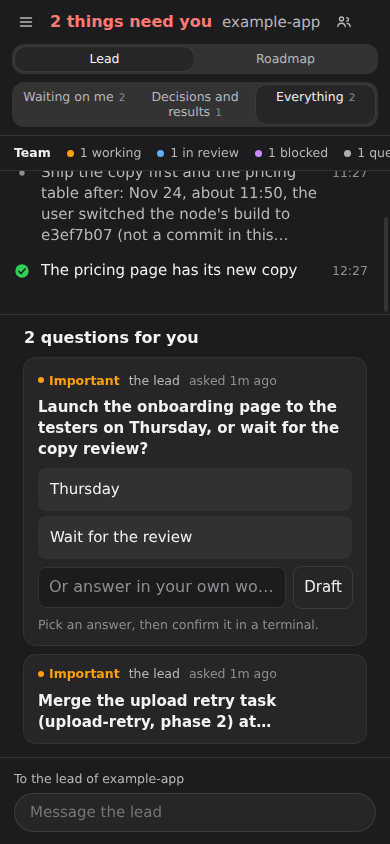 2 things need you example-app
Lead Roadmap
Waiting on me 2
Decisions and results 1
Everything 2
Team 1 working 1 in review 1 blocked 1 que
Ship the copy first and the pricing 11:27
table after: Nov 24, about 11:50, the
user switched the node's build to
e3ef7b07 (not a commit in this…
The pricing page has its new copy 12:27
2 questions for you
Important the lead asked 1m ago
Launch the onboarding page to the
testers on Thursday, or wait for the
copy review?
Thursday
Wait for the review
Or answer in your own wo… Draft
Pick an answer, then confirm it in a terminal.
Important the lead asked 1m ago
Merge the upload retry task
(upload-retry, phase 2) at…
To the lead of example-app
Message the lead